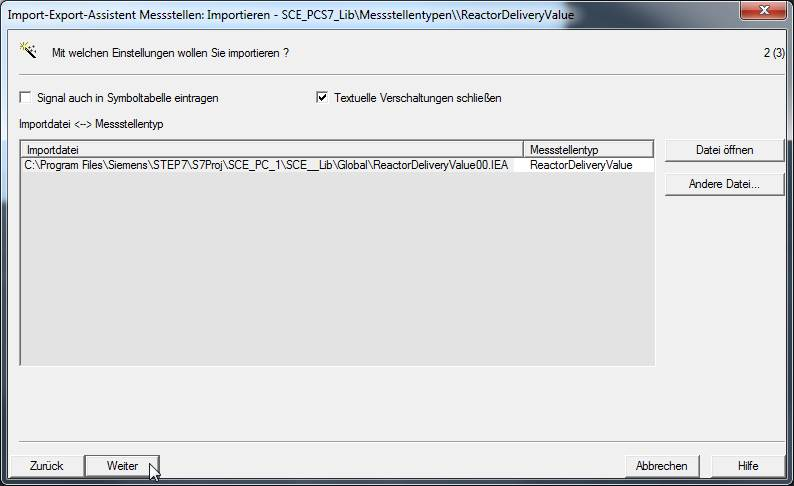 Import-Export-Assistent Messstellen: Importieren - SCE_PCS7_Lib\Messstellentypen\\ReactorDeliveryValue
Mit welchen Einstellungen wollen Sie importieren ?
2 (3)
Signal auch in Symboltabelle eintragen
Textuelle Verschaltungen schließen
Importdatei <--> Messstellentyp
Importdatei Messstellentyp
C:\Program Files\Siemens\STEP7\S7Proj\SCE_PC_1\SCE__Lib\Global\ReactorDeliveryValue00.IEA ReactorDeliveryValue
Datei öffnen
Andere Datei...
Zurück Weiter Abbrechen Hilfe